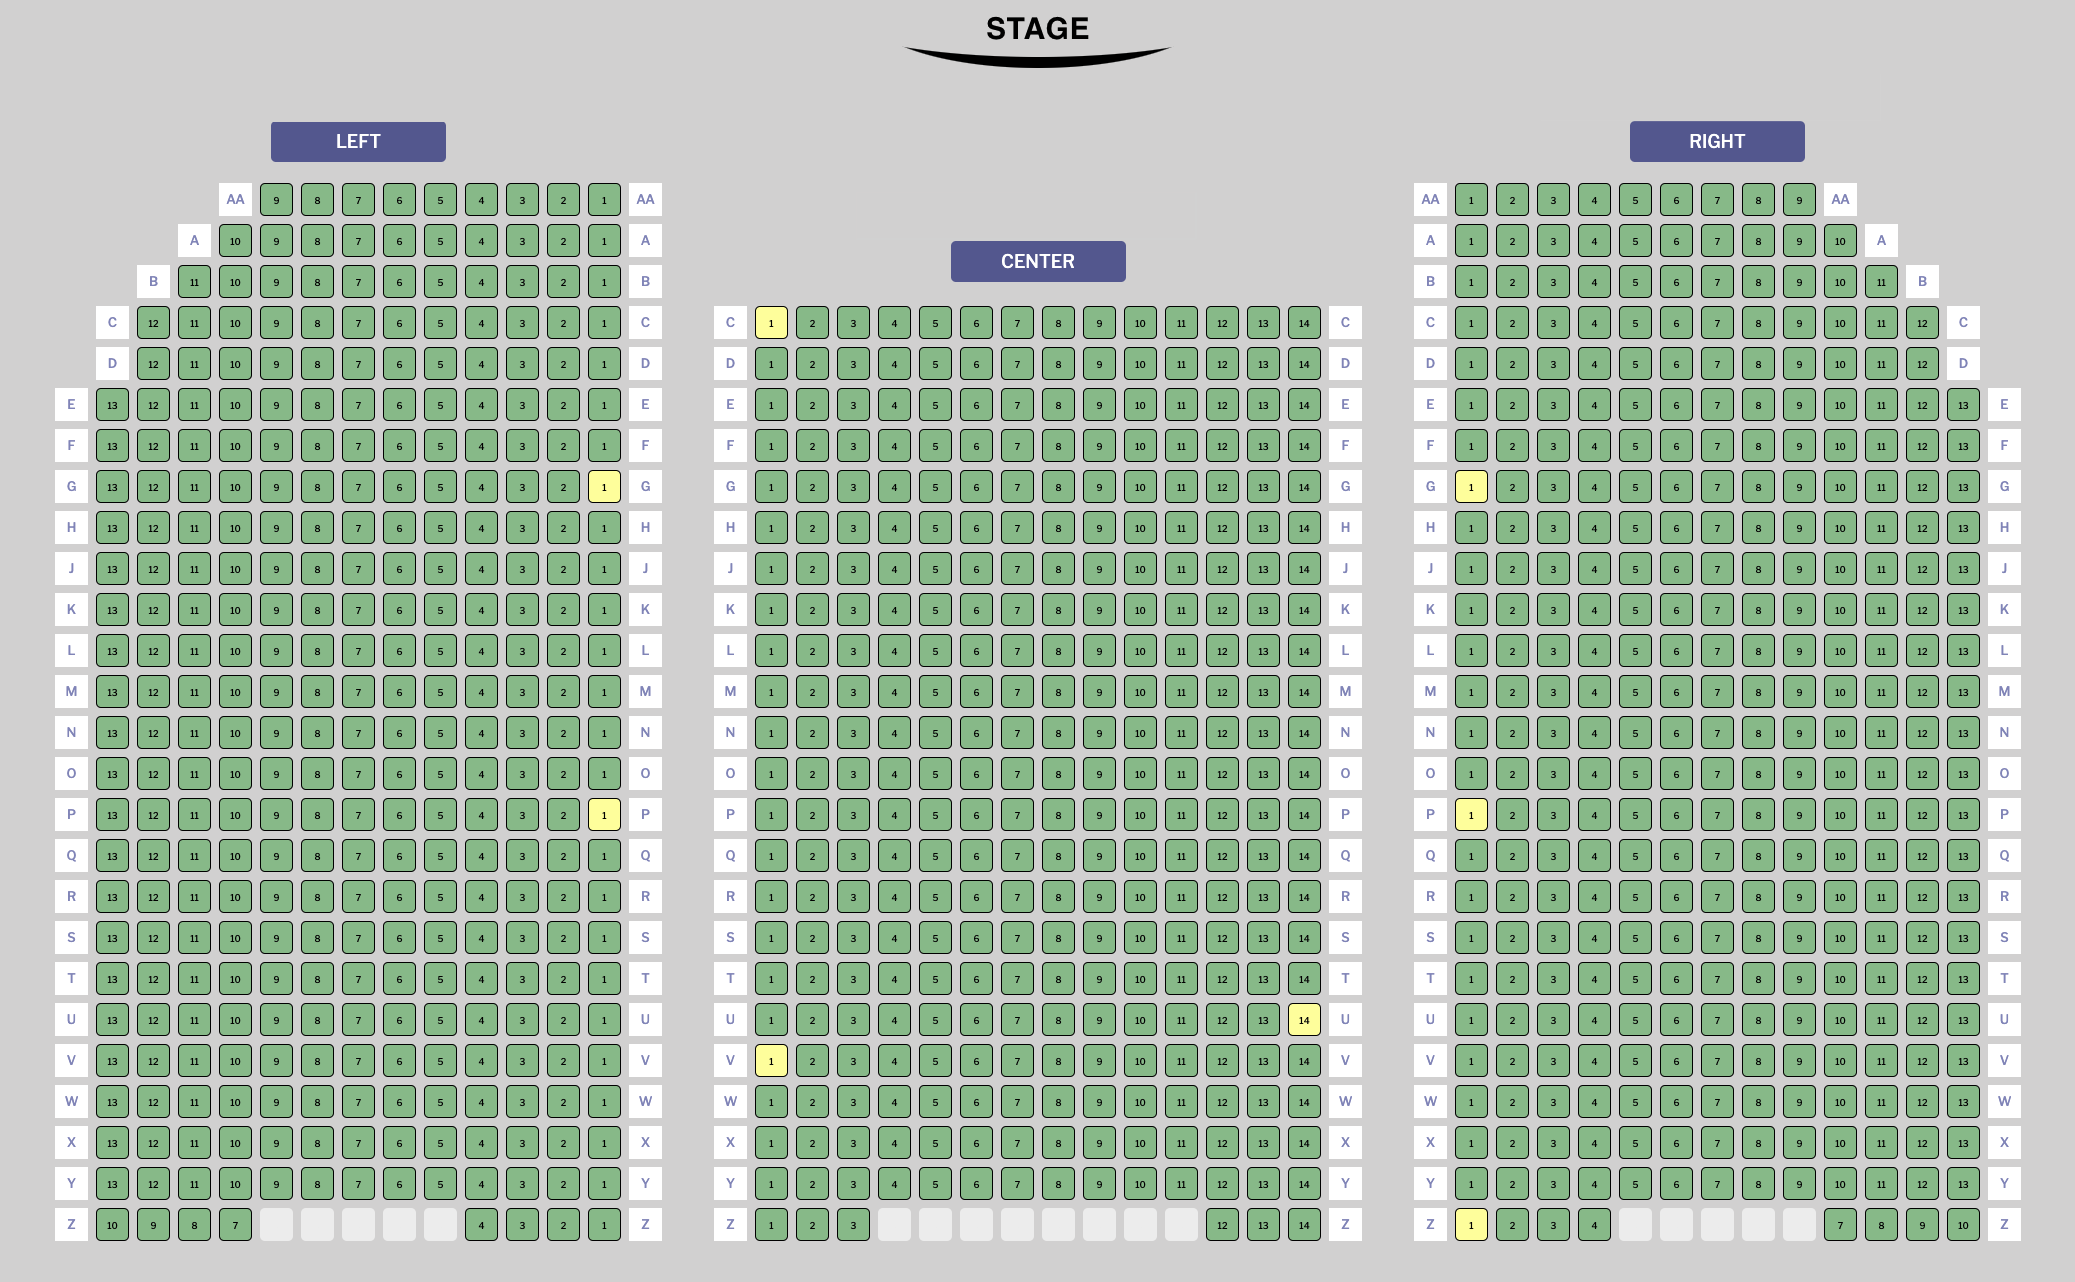 STAGE
LEFT
RIGHT
AA 9 8 7 6 5 4 3 2 1 AA AA 1 2 3 4 5 6 7 8 9 AA
A 10 9 8 7 6 5 4 3 2 1 A A 1 2 3 4 5 6 7 8 9 10 A
CENTER
B 11 10 9 8 7 6 5 4 3 2 1 B B 1 2 3 4 5 6 7 8 9 10 11 B
C 12 11 10 9 8 7 6 5 4 3 2 1 C C 1 2 3 4 5 6 7 8 9 10 11 12 13 14 C C 1 2 3 4 5 6 7 8 9 10 11 12 C
D 12 11 10 9 8 7 6 5 4 3 2 1 D D 1 2 3 4 5 6 7 8 9 10 11 12 13 14 D D 1 2 3 4 5 6 7 8 9 10 11 12 D
E 13 12 11 10 9 8 7 6 5 4 3 2 1 E E 1 2 3 4 5 6 7 8 9 10 11 12 13 14 E E 1 2 3 4 5 6 7 8 9 10 11 12 13 E
F 13 12 11 10 9 8 7 6 5 4 3 2 1 F F 1 2 3 4 5 6 7 8 9 10 11 12 13 14 F F 1 2 3 4 5 6 7 8 9 10 11 12 13 F
G 13 12 11 10 9 8 7 6 5 4 3 2 1 G G 1 2 3 4 5 6 7 8 9 10 11 12 13 14 G G 1 2 3 4 5 6 7 8 9 10 11 12 13 G
H 13 12 11 10 9 8 7 6 5 4 3 2 1 H H 1 2 3 4 5 6 7 8 9 10 11 12 13 14 H H 1 2 3 4 5 6 7 8 9 10 11 12 13 H
J 13 12 11 10 9 8 7 6 5 4 3 2 1 J J 1 2 3 4 5 6 7 8 9 10 11 12 13 14 J J 1 2 3 4 5 6 7 8 9 10 11 12 13 J
K 13 12 11 10 9 8 7 6 5 4 3 2 1 K K 1 2 3 4 5 6 7 8 9 10 11 12 13 14 K K 1 2 3 4 5 6 7 8 9 10 11 12 13 K
L 13 12 11 10 9 8 7 6 5 4 3 2 1 L L 1 2 3 4 5 6 7 8 9 10 11 12 13 14 L L 1 2 3 4 5 6 7 8 9 10 11 12 13 L
M 13 12 11 10 9 8 7 6 5 4 3 2 1 M M 1 2 3 4 5 6 7 8 9 10 11 12 13 14 M M 1 2 3 4 5 6 7 8 9 10 11 12 13 M
N 13 12 11 10 9 8 7 6 5 4 3 2 1 N N 1 2 3 4 5 6 7 8 9 10 11 12 13 14 N N 1 2 3 4 5 6 7 8 9 10 11 12 13 N
O 13 12 11 10 9 8 7 6 5 4 3 2 1 O O 1 2 3 4 5 6 7 8 9 10 11 12 13 14 O O 1 2 3 4 5 6 7 8 9 10 11 12 13 O
P 13 12 11 10 9 8 7 6 5 4 3 2 1 P P 1 2 3 4 5 6 7 8 9 10 11 12 13 14 P P 1 2 3 4 5 6 7 8 9 10 11 12 13 P
Q 13 12 11 10 9 8 7 6 5 4 3 2 1 Q Q 1 2 3 4 5 6 7 8 9 10 11 12 13 14 Q Q 1 2 3 4 5 6 7 8 9 10 11 12 13 Q
R 13 12 11 10 9 8 7 6 5 4 3 2 1 R R 1 2 3 4 5 6 7 8 9 10 11 12 13 14 R R 1 2 3 4 5 6 7 8 9 10 11 12 13 R
S 13 12 11 10 9 8 7 6 5 4 3 2 1 S S 1 2 3 4 5 6 7 8 9 10 11 12 13 14 S S 1 2 3 4 5 6 7 8 9 10 11 12 13 S
T 13 12 11 10 9 8 7 6 5 4 3 2 1 T T 1 2 3 4 5 6 7 8 9 10 11 12 13 14 T T 1 2 3 4 5 6 7 8 9 10 11 12 13 T
U 13 12 11 10 9 8 7 6 5 4 3 2 1 U U 1 2 3 4 5 6 7 8 9 10 11 12 13 14 U U 1 2 3 4 5 6 7 8 9 10 11 12 13 U
V 13 12 11 10 9 8 7 6 5 4 3 2 1 V V 1 2 3 4 5 6 7 8 9 10 11 12 13 14 V V 1 2 3 4 5 6 7 8 9 10 11 12 13 V
W 13 12 11 10 9 8 7 6 5 4 3 2 1 W W 1 2 3 4 5 6 7 8 9 10 11 12 13 14 W W 1 2 3 4 5 6 7 8 9 10 11 12 13 W
X 13 12 11 10 9 8 7 6 5 4 3 2 1 X X 1 2 3 4 5 6 7 8 9 10 11 12 13 14 X X 1 2 3 4 5 6 7 8 9 10 11 12 13 X
Y 13 12 11 10 9 8 7 6 5 4 3 2 1 Y Y 1 2 3 4 5 6 7 8 9 10 11 12 13 14 Y Y 1 2 3 4 5 6 7 8 9 10 11 12 13 Y
Z 10 9 8 7 4 3 2 1 Z Z 1 2 3 12 13 14 Z Z 1 2 3 4 7 8 9 10 Z